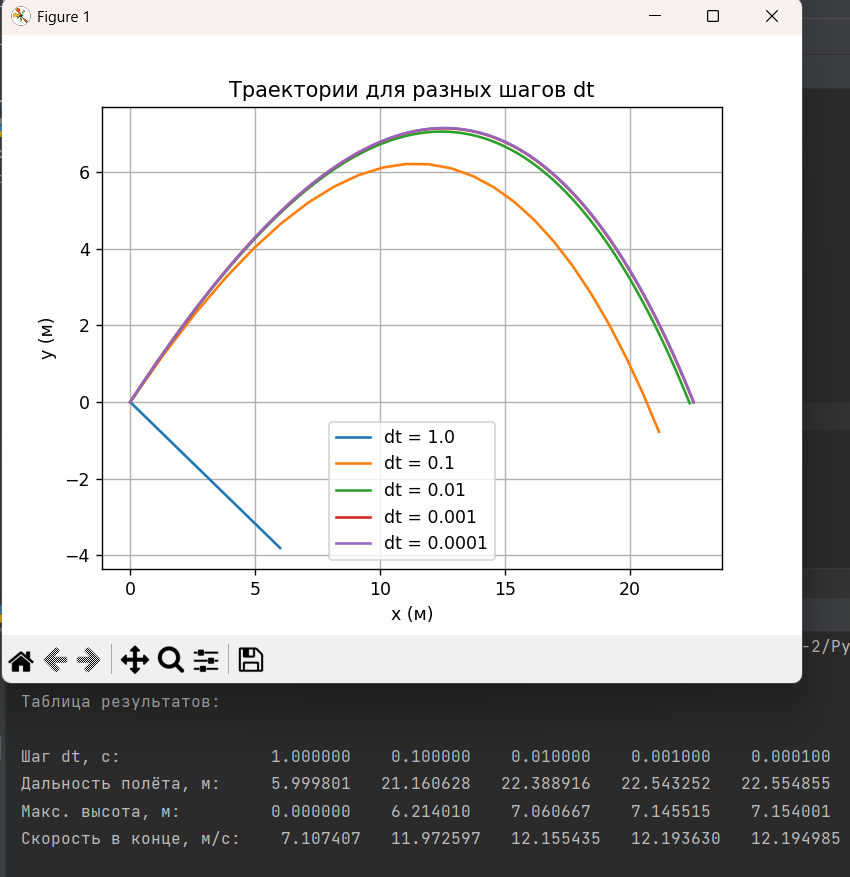 Figure 1
Траектории для разных шагов dt
6
4
2
0
−2
−4
y (м)
dt = 1.0
dt = 0.1
dt = 0.01
dt = 0.001
dt = 0.0001
0 5 10 15 20
x (м)
-2/Py
Таблица результатов:
Шаг dt, с: 1.000000 0.100000 0.010000 0.001000 0.000100
Дальность полёта, м: 5.999801 21.160628 22.388916 22.543252 22.554855
Макс. высота, м: 0.000000 6.214010 7.060667 7.145515 7.154001
Скорость в конце, м/с: 7.107407 11.972597 12.155435 12.193630 12.194985